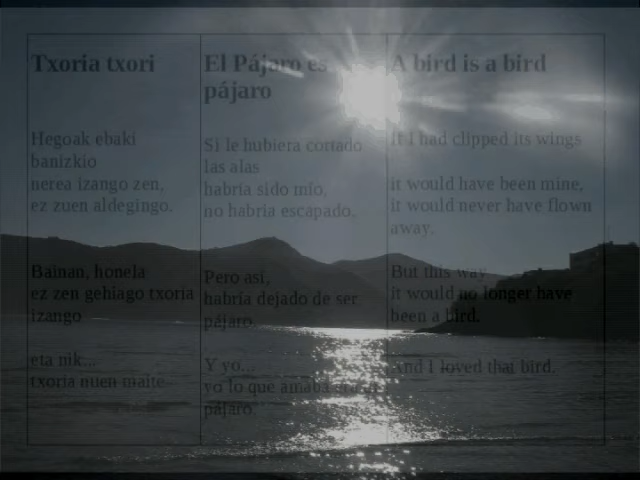 Txoria txori
Hegoak ebaki
banizkio
nerea izango zen,
ez zuen aldegingo.
Bainan, honela
ez zen gehiago txoria
izango
eta nik...
txoria nuen maite
El Pájaro es
pájaro
Si le hubiera cortado
las alas
habría sido mío,
no habría escapado.
Pero así,
habría dejado de ser
pájaro.
Y yo...
yo lo que amaba era
pájaro.
A bird is a bird
If I had clipped its wings
it would have been mine,
it would never have flown
away.
But this way,
it would no longer have
been a bird.
And I loved that bird.